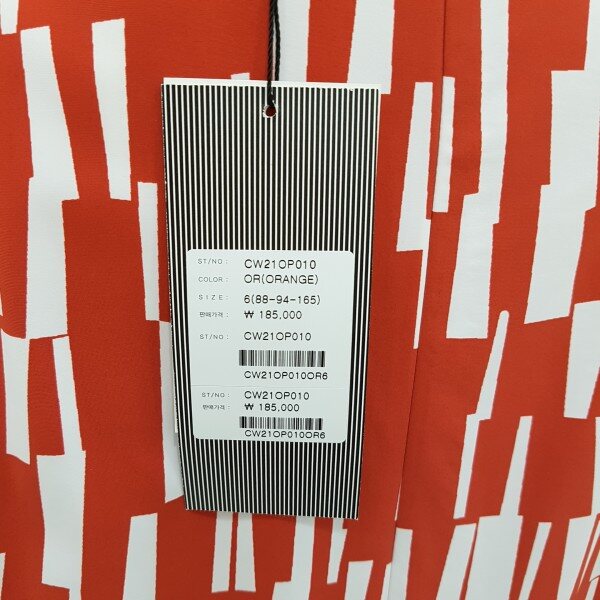 ST/NO: CW21OP010
COLOR: OR(ORANGE)
SIZE: 6(88-94-165)
판매가격: ₩ 185,000
ST/NO: CW21OP010
CW21OP010OR6
ST/NO: CW21OP010
판매가격: ₩ 185,000
CW21OP010OR6